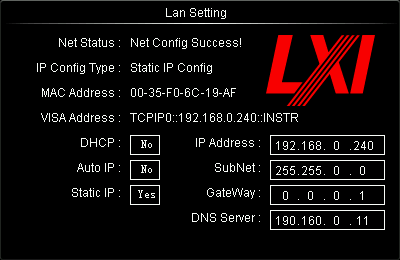 Lan Setting
Net Status : Net Config Success!
IP Config Type : Static IP Config
LXI
MAC Address : 00-35-F0-6C-19-AF
VISA Address : TCPIP0::192.168.0.240::INSTR
DHCP : No IP Address : 192.168. 0 .240
Auto IP : No SubNet : 255.255. 0 . 0
Static IP : Yes GateWay : 0 . 0 . 0 . 1
DNS Server : 190.160. 0 . 11